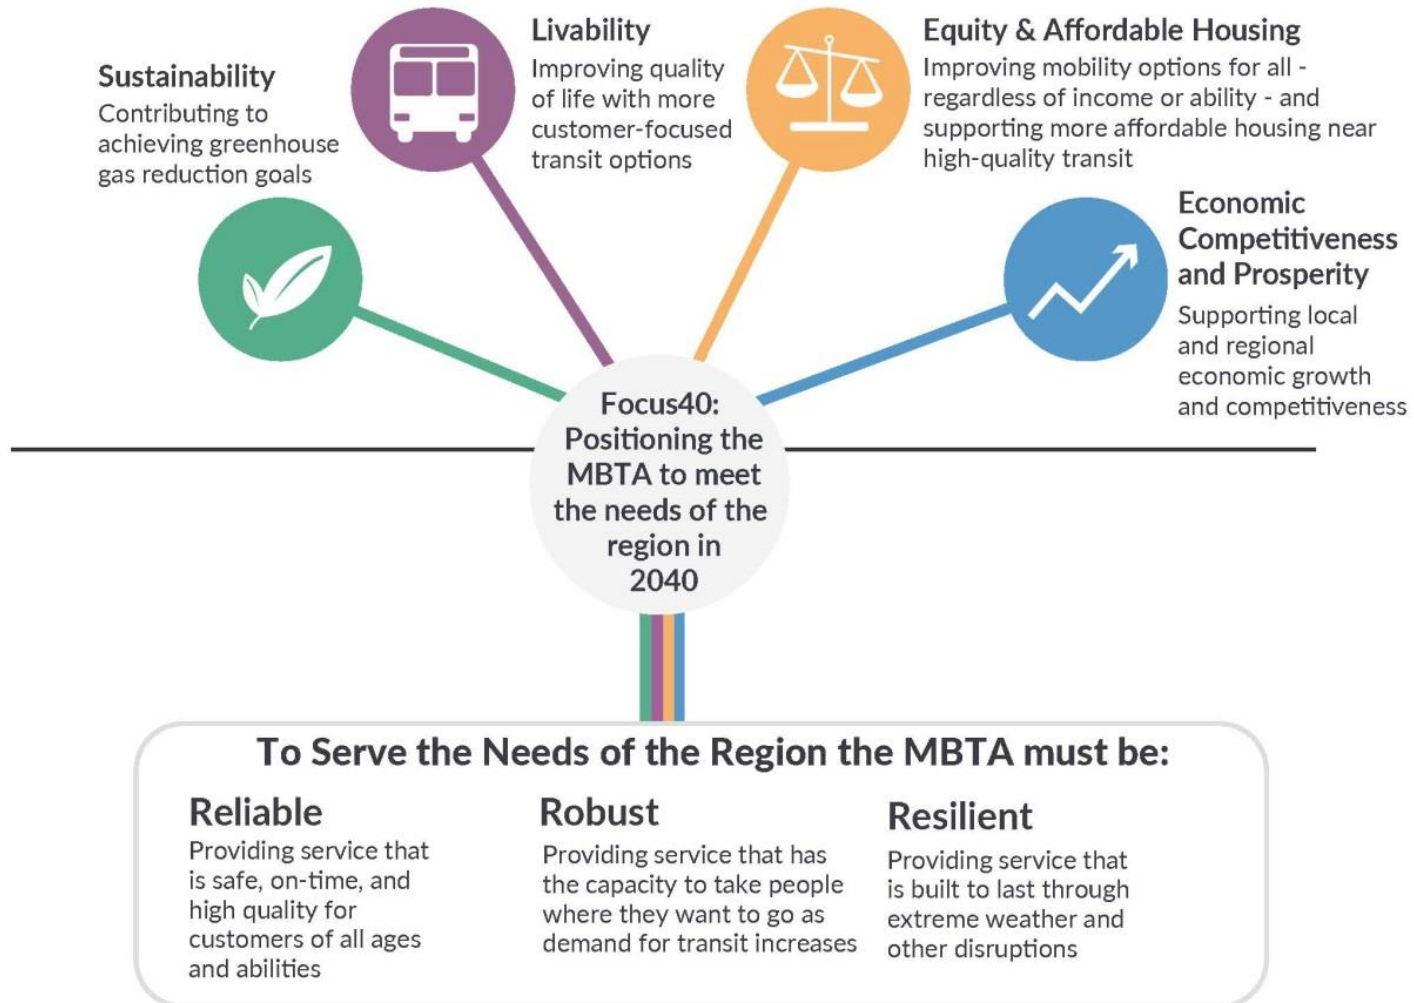 Sustainability
Contributing to
achieving greenhouse
gas reduction goals
Livability
Improving quality
of life with more
customer-focused
transit options
Equity & Affordable Housing
Improving mobility options for all -
regardless of income or ability - and
supporting more affordable housing near
high-quality transit
Economic
Competitiveness
and Prosperity
Supporting local
and regional
economic growth
and competitiveness
Focus40:
Positioning the
MBTA to meet
the needs of the
region in
2040
To Serve the Needs of the Region the MBTA must be:
Reliable
Providing service that
is safe, on-time, and
high quality for
customers of all ages
and abilities
Robust
Providing service that has
the capacity to take people
where they want to go as
demand for transit increases
Resilient
Providing service that
is built to last through
extreme weather and
other disruptions